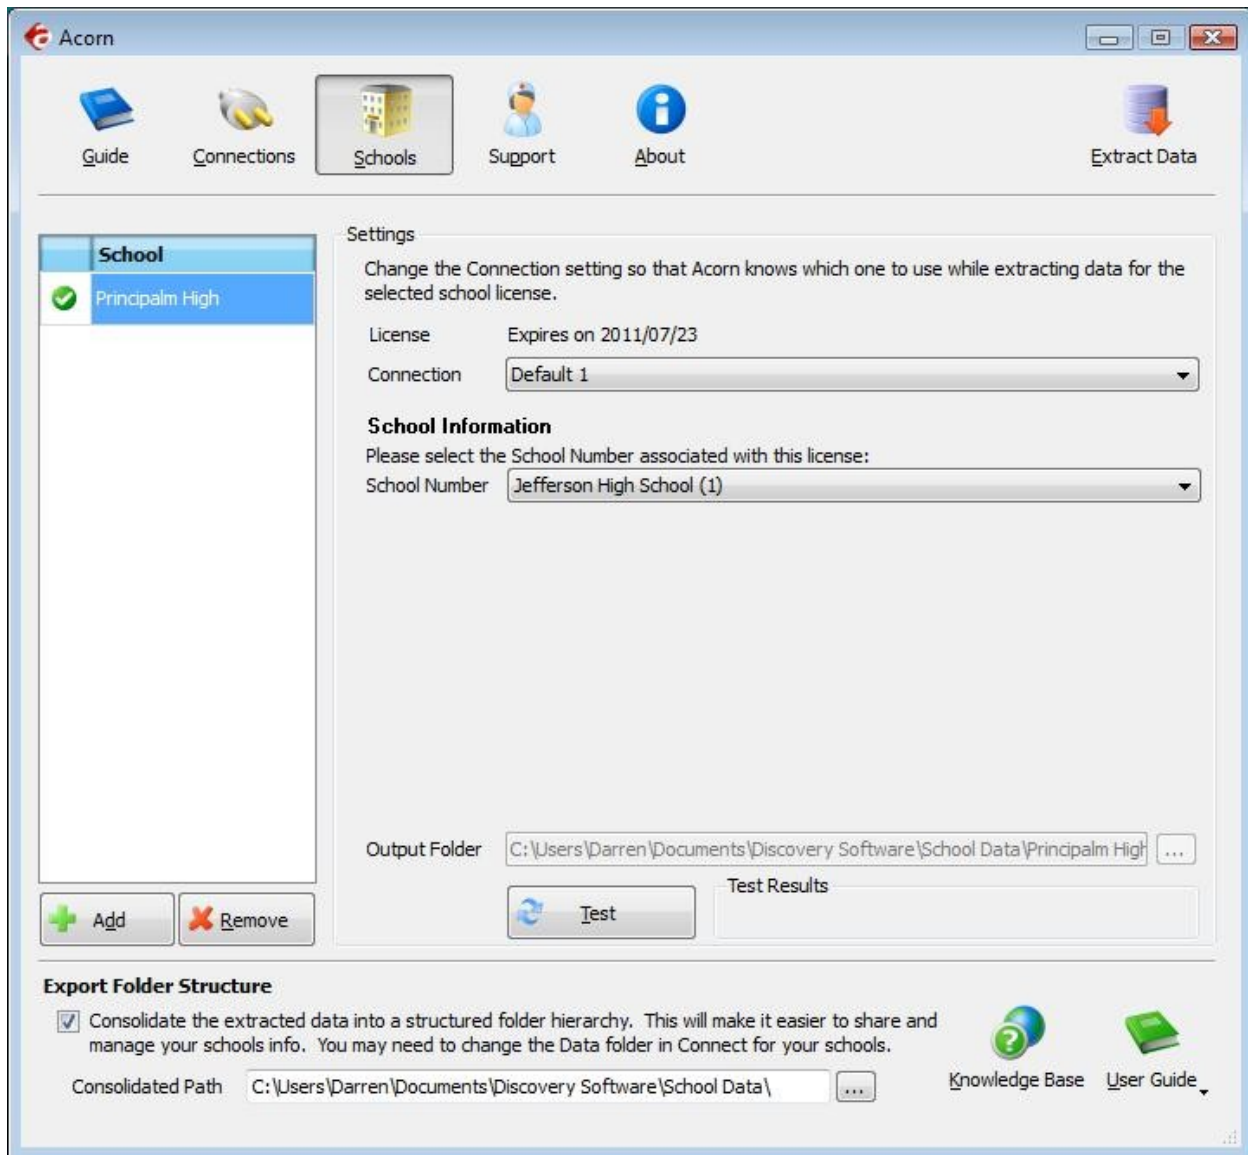 Acorn
Guide
Connections
Schools
Support
About
Extract Data
School
Principalm High
Settings
Change the Connection setting so that Acorn knows which one to use while extracting data for the
selected school license.
License Expires on 2011/07/23
Connection Default 1
School Information
Please select the School Number associated with this license:
School Number Jefferson High School (1)
Output Folder C:\Users\Darren\Documents\Discovery Software\School Data\Principalm High ...
Test
Test Results
Add
Remove
Export Folder Structure
Consolidate the extracted data into a structured folder hierarchy. This will make it easier to share and
manage your schools info. You may need to change the Data folder in Connect for your schools.
Consolidated Path C:\Users\Darren\Documents\Discovery Software\School Data\ ...
Knowledge Base
User Guide